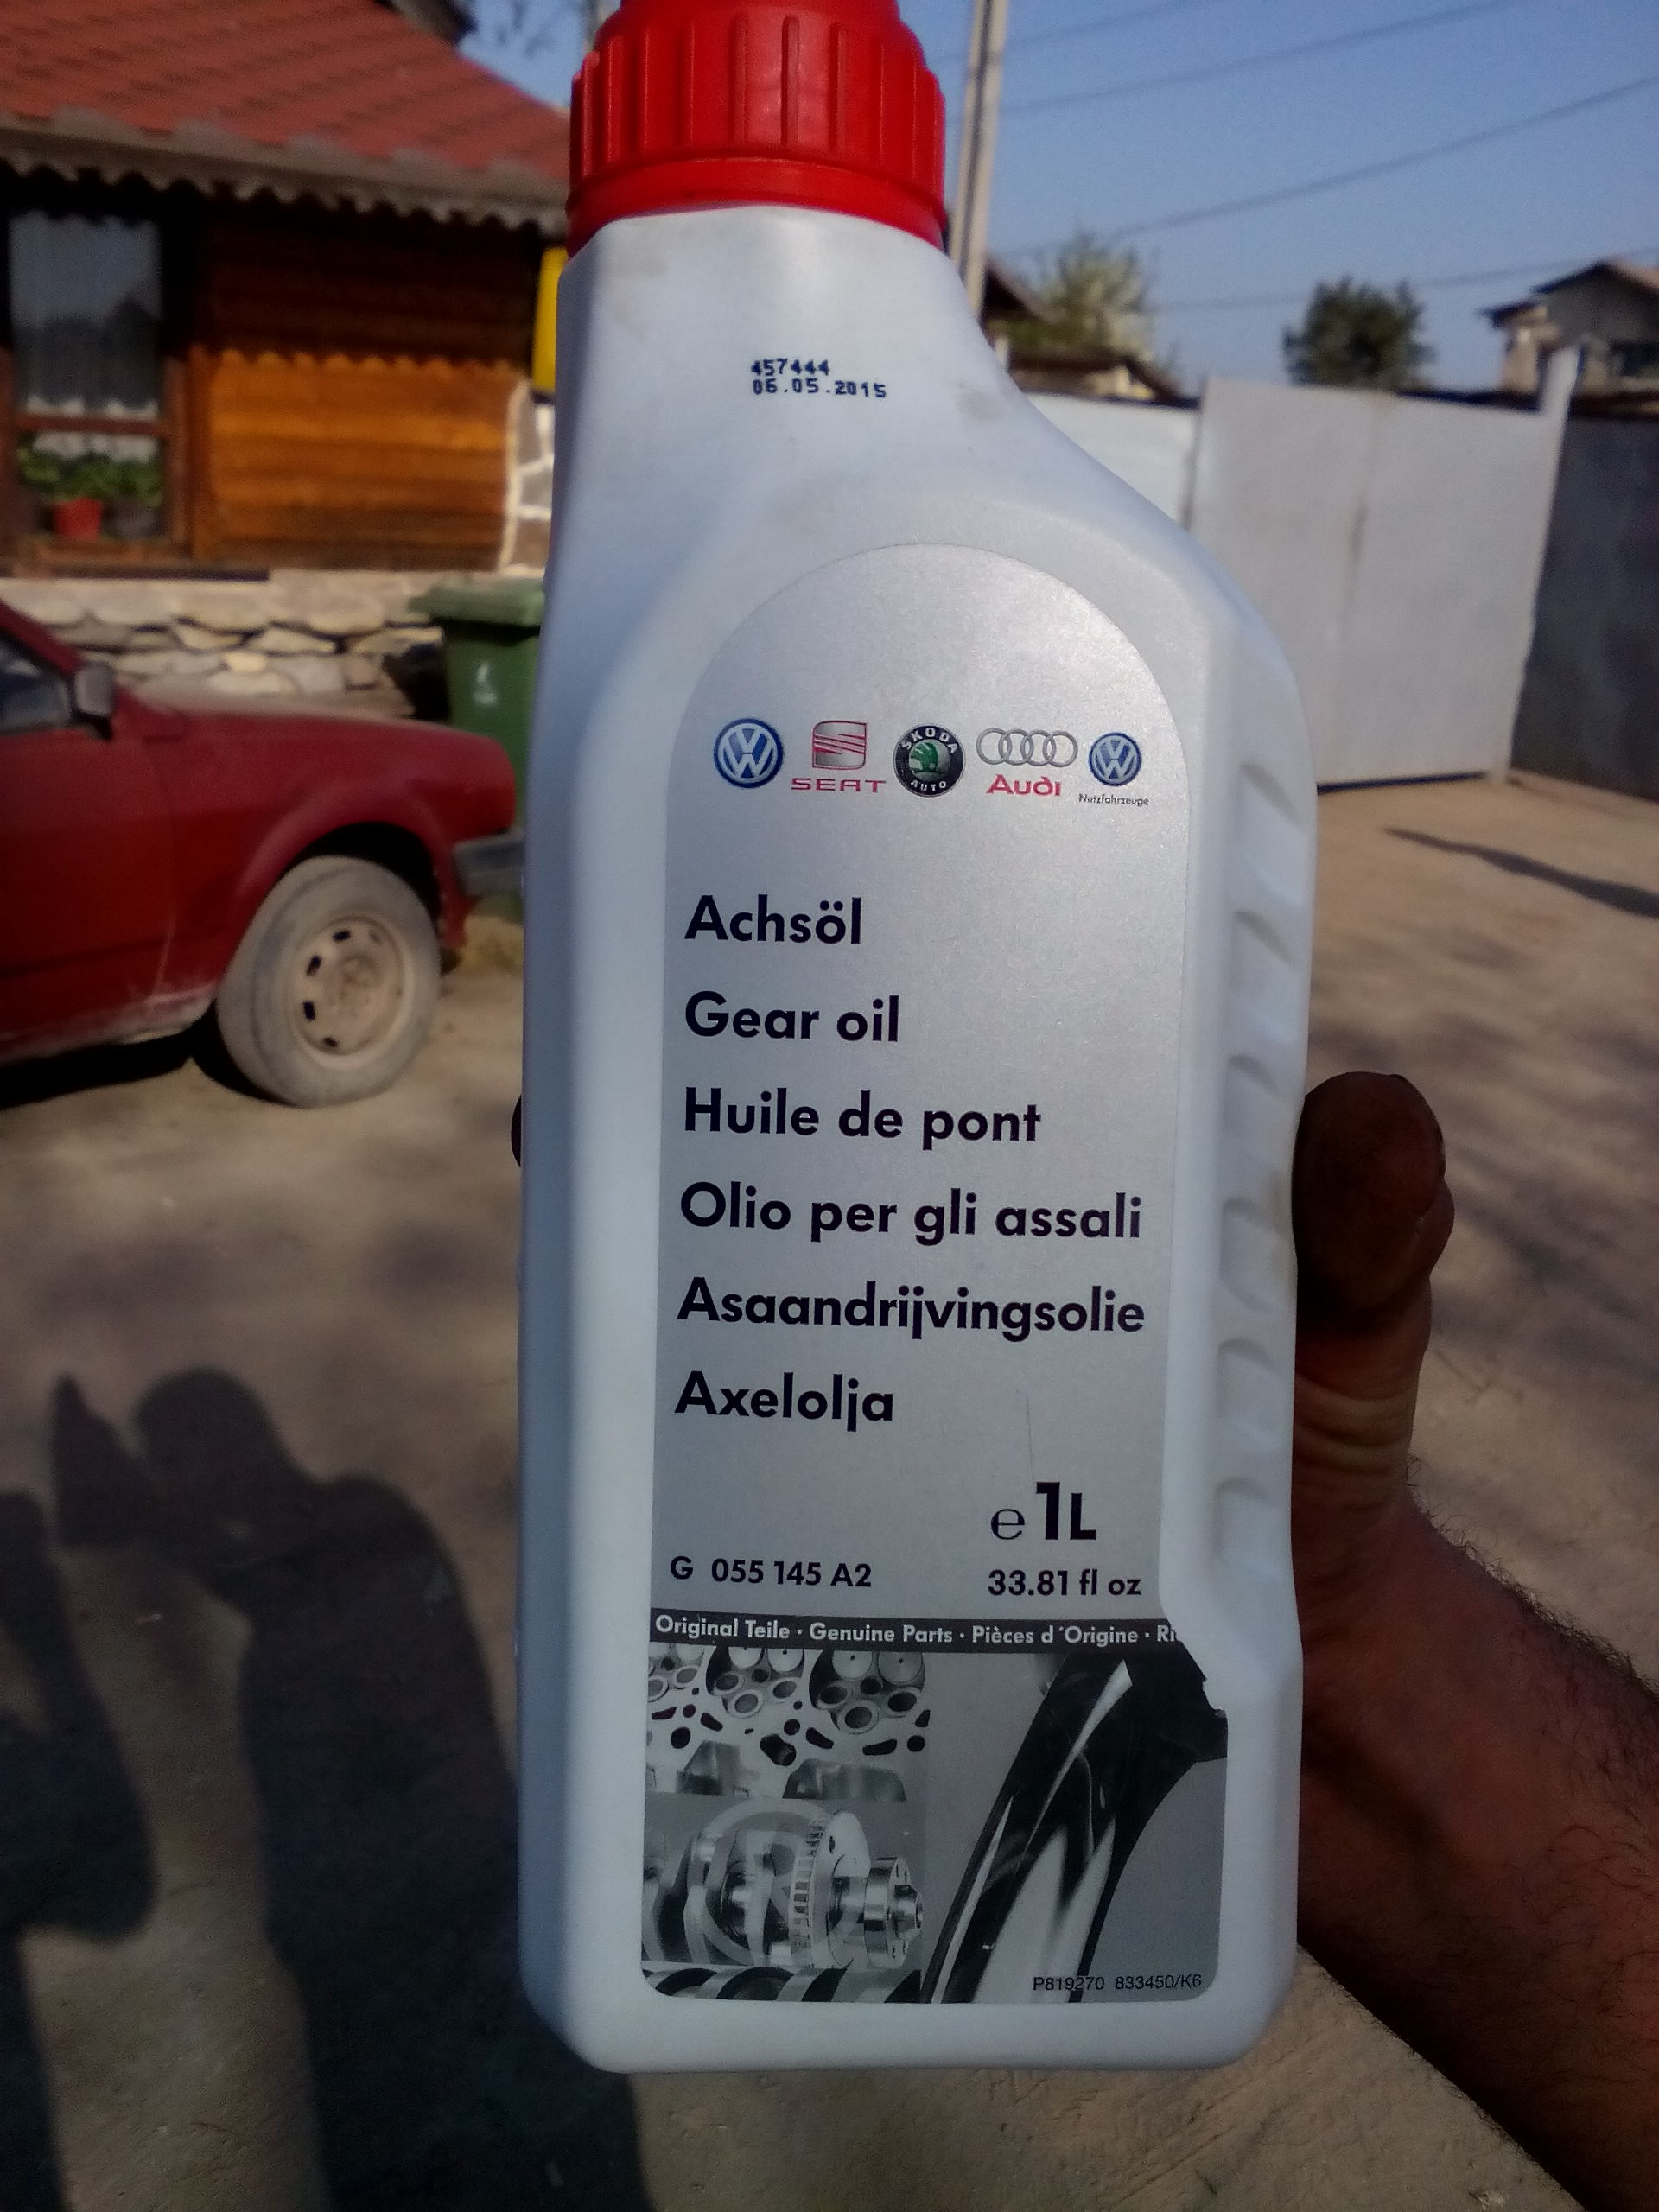 457444
06.05.2015
SEAT
SKODA
AUTO
Audi
Nutzfahrzeuge
Achsöl
Gear oil
Huile de pont
Olio per gli assali
Asaandrijvingsolie
Axelolja
e 1L
G 055 145 A2
33.81 fl oz
Original Teile · Genuine Parts · Pièces d´Origine ·
P819270 833450/K6